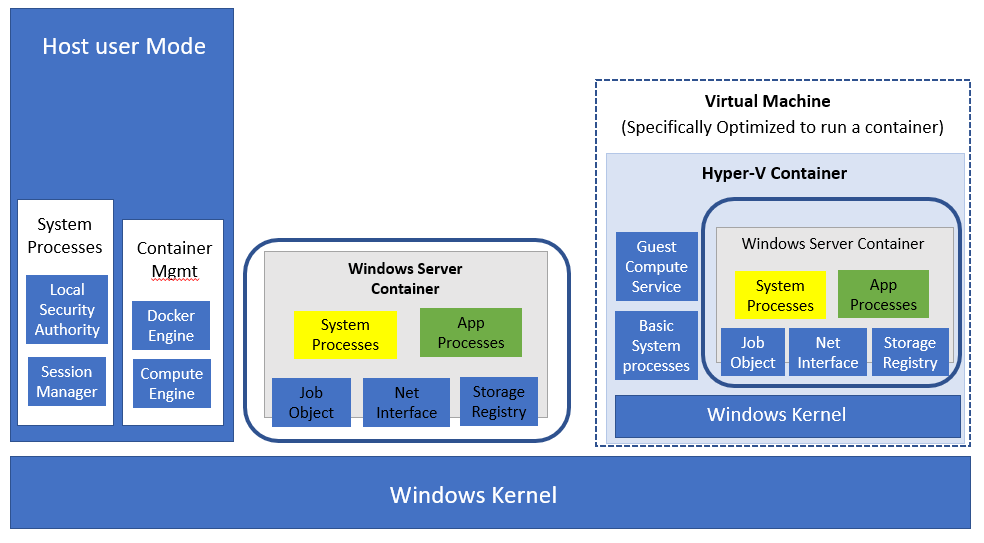 Host user Mode
System
Processes
Local
Security
Authority
Session
Manager
Container
Mgmt
Docker
Engine
Compute
Engine
Windows Server
Container
System
Processes
App
Processes
Job
Object
Net
Interface
Storage
Registry
Virtual Machine
(Specifically Optimized to run a container)
Hyper-V Container
Guest
Compute
Service
Basic
System
processes
Windows Server Container
System
Processes
App
Processes
Job
Object
Net
Interface
Storage
Registry
Windows Kernel
Windows Kernel